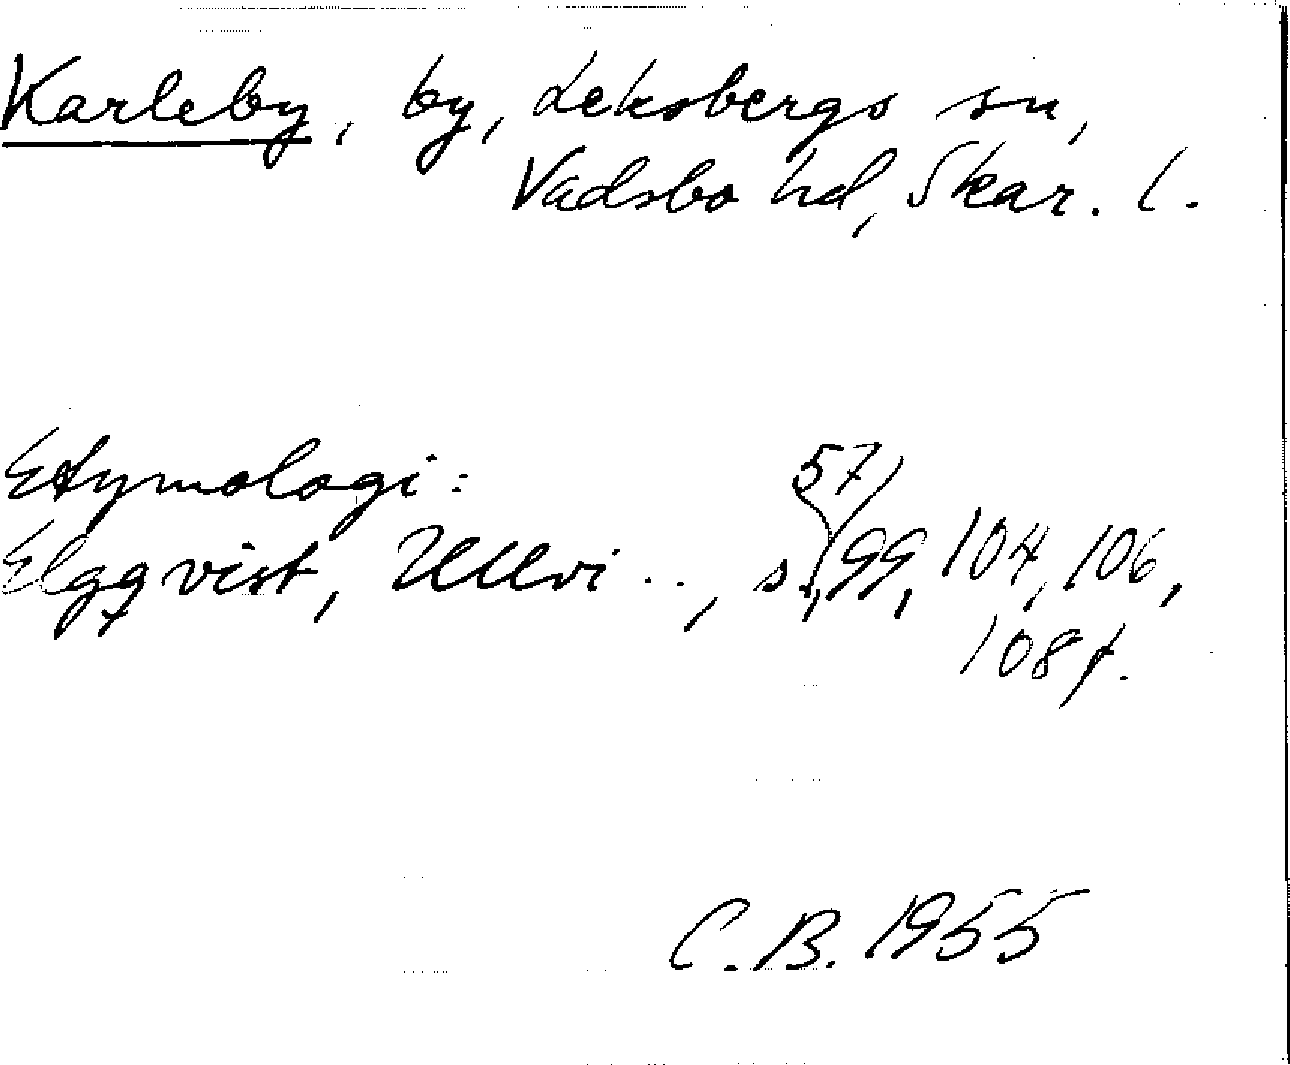 Karleby, by, Leksbergs sn,
Vadsbo hd, Skar. l.
Etymologi:
Elgqvist, Ullvi .., s. 57, 99, 104, 106,
108 f.
C.B. 1955